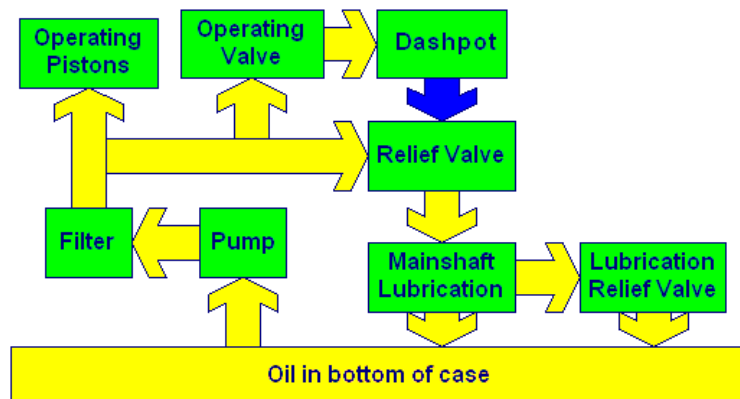 Operating
Pistons
Operating
Valve
Dashpot
Relief Valve
Filter
Pump
Mainshaft
Lubrication
Lubrication
Relief Valve
Oil in bottom of case